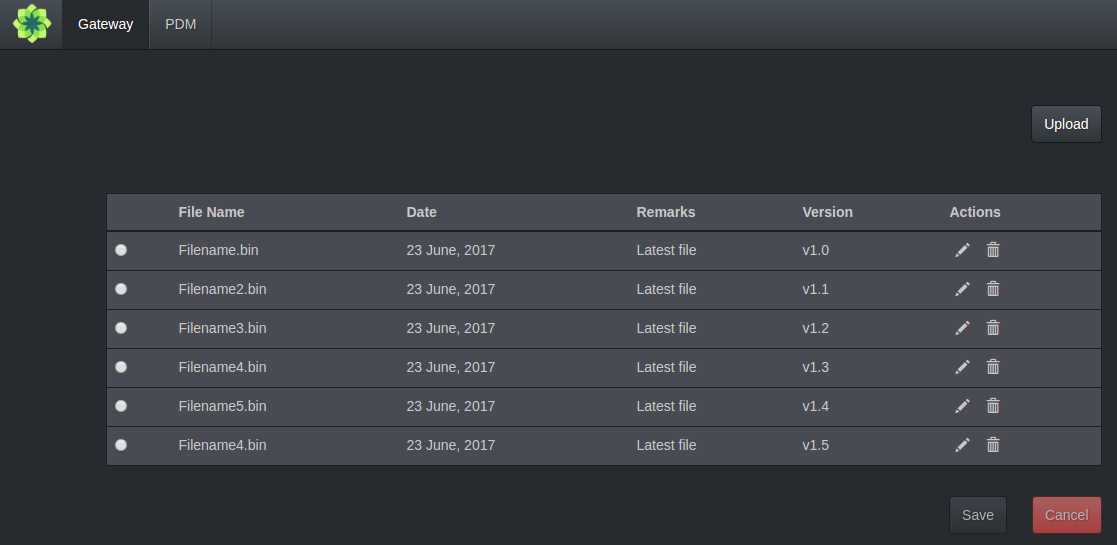 Gateway PDM
Upload
File Name Date Remarks Version Actions
Filename.bin 23 June, 2017 Latest file v1.0
Filename2.bin 23 June, 2017 Latest file v1.1
Filename3.bin 23 June, 2017 Latest file v1.2
Filename4.bin 23 June, 2017 Latest file v1.3
Filename5.bin 23 June, 2017 Latest file v1.4
Filename4.bin 23 June, 2017 Latest file v1.5
Save Cancel